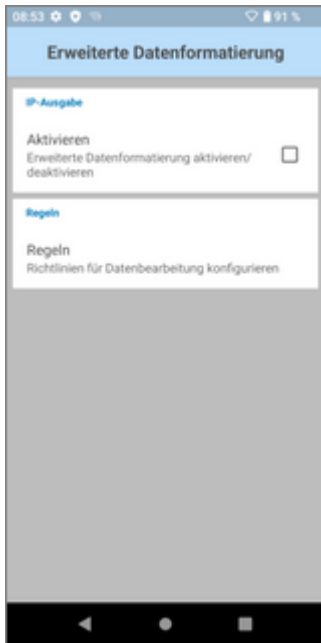 08:53 91 %
Erweiterte Datenformatierung
IP-Ausgabe
Aktivieren
Erweiterte Datenformatierung aktivieren/
deaktivieren
Regeln
Regeln
Richtlinien für Datenbearbeitung konfigurieren